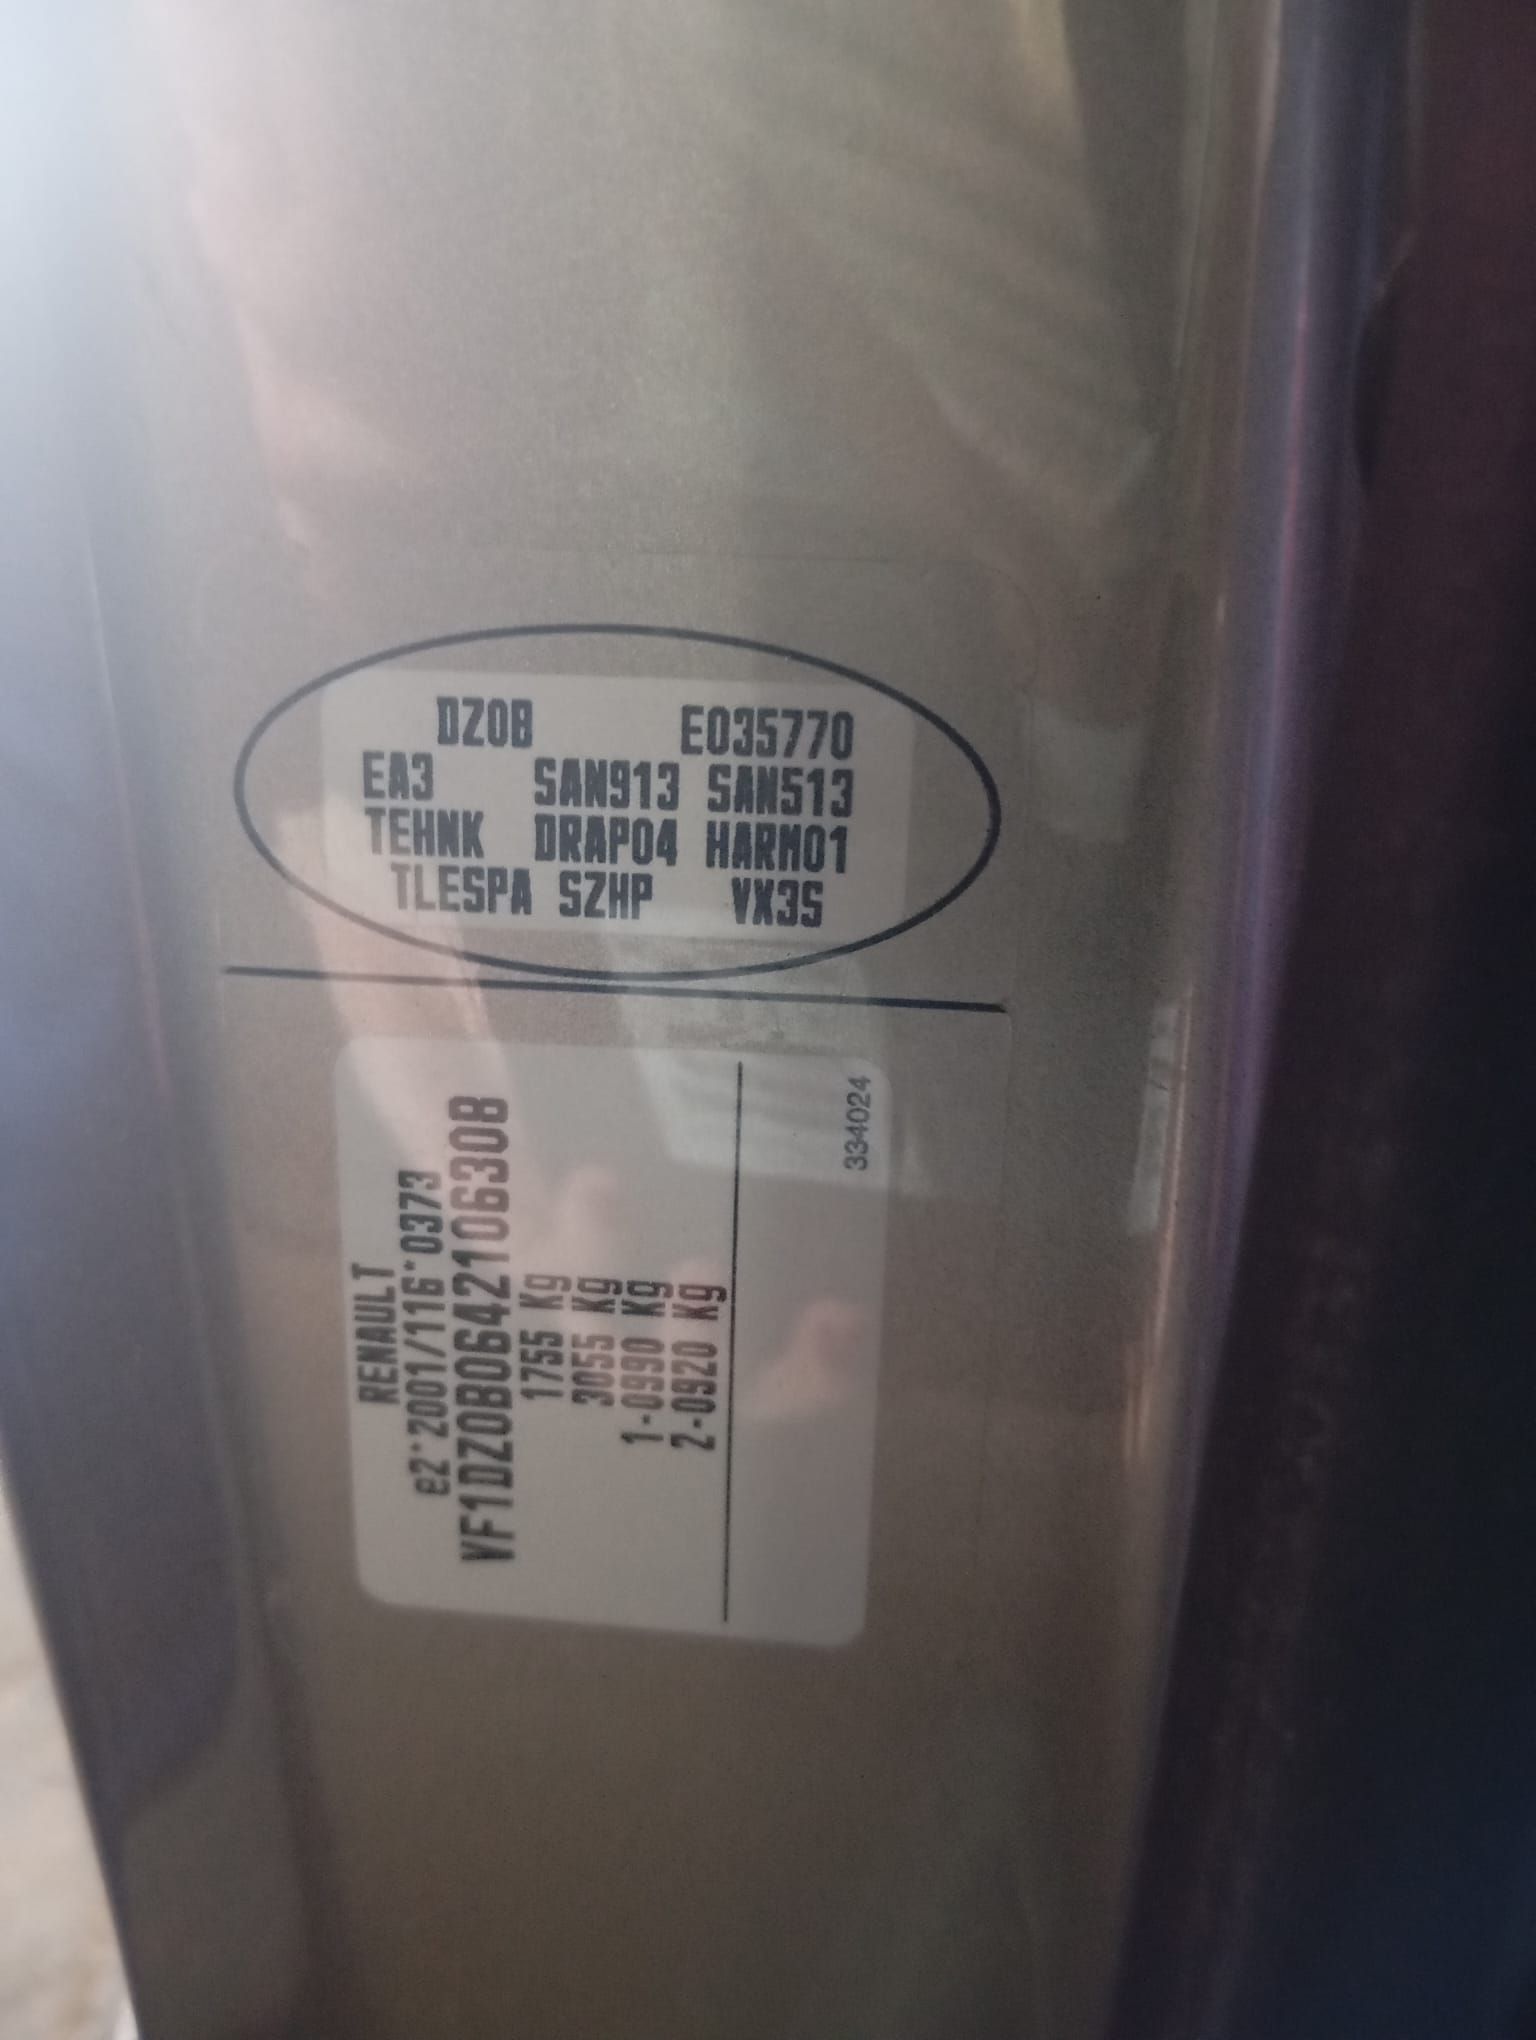 DZ0B E035770
EA3 SAN913 SAN513
TEHNK DRAP04 HARM01
TLESPA SZHP VX3S
RENAULT
e2*2001/116*0373
VF1DZ0B0642106308
1755 Kg
3055 Kg
1-0990 Kg
2-0920 Kg
334024